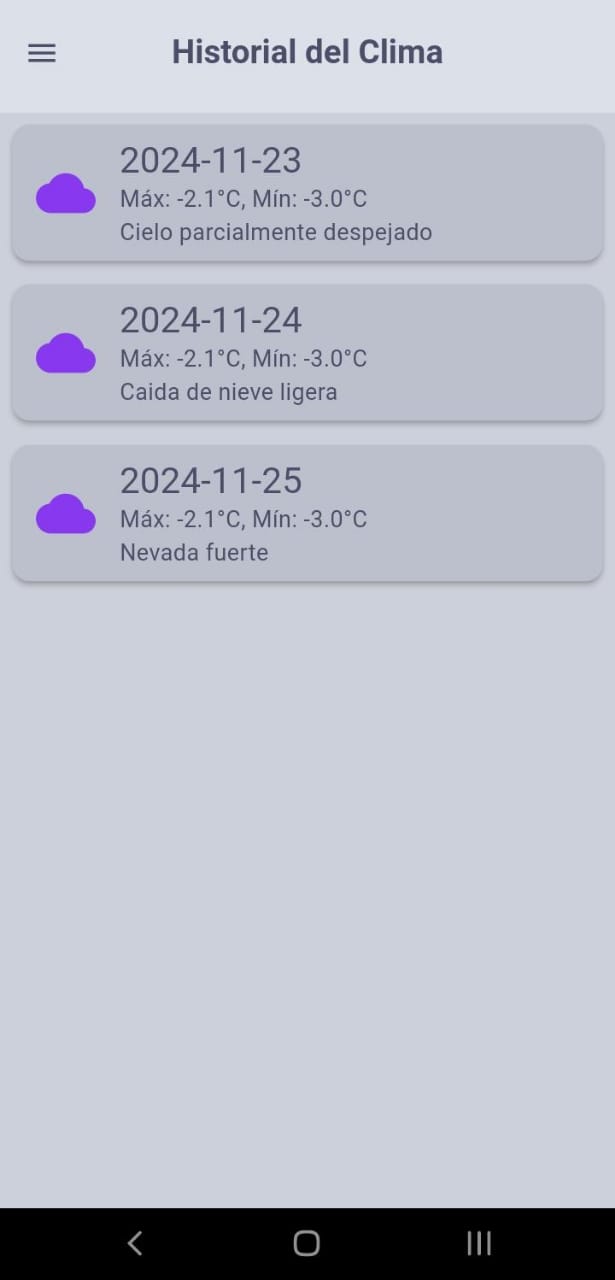 Historial del Clima
2024-11-23
Máx: -2.1°C, Mín: -3.0°C
Cielo parcialmente despejado
2024-11-24
Máx: -2.1°C, Mín: -3.0°C
Caida de nieve ligera
2024-11-25
Máx: -2.1°C, Mín: -3.0°C
Nevada fuerte